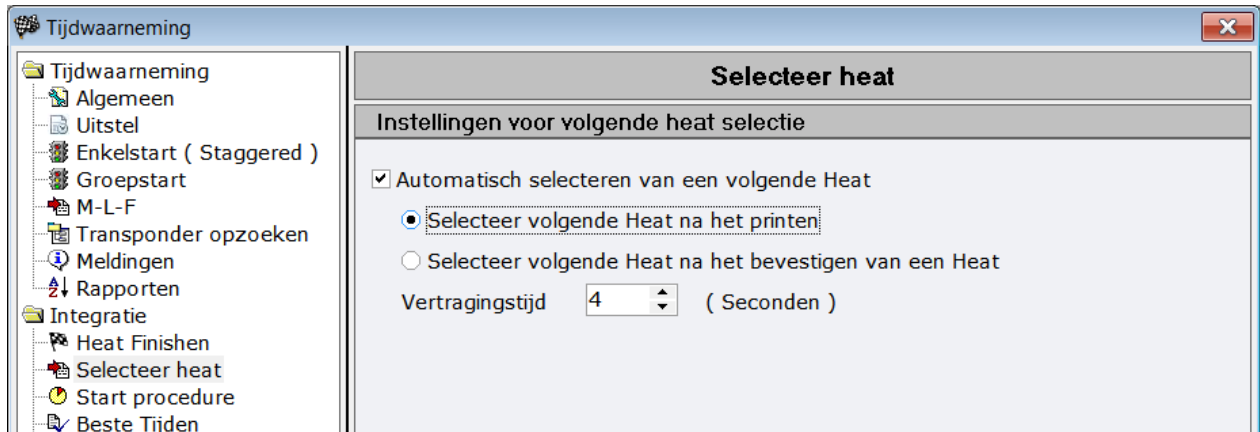 Tijdwaarneming
Tijdwaarneming
Algemeen
Uitstel
Enkelstart ( Staggered )
Groepstart
M-L-F
Transponder opzoeken
Meldingen
Rapporten
Integratie
Heat Finishen
Selecteer heat
Start procedure
Beste Tijden
Selecteer heat
Instellingen voor volgende heat selectie
Automatisch selecteren van een volgende Heat
Selecteer volgende Heat na het printen
Selecteer volgende Heat na het bevestigen van een Heat
Vertragingstijd 4 ( Seconden )